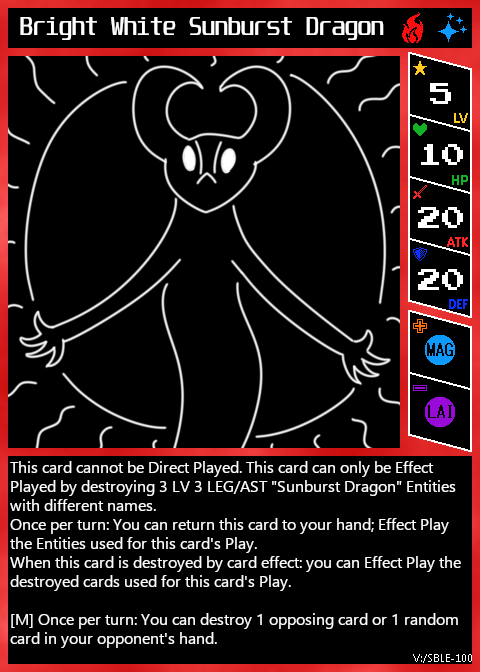 Bright White Sunburst Dragon
5
LV
10
HP
20
ATK
20
DEF
MAG
LAI
This card cannot be Direct Played. This card can only be Effect
Played by destroying 3 LV 3 LEG/AST "Sunburst Dragon" Entities
with different names.
Once per turn: You can return this card to your hand; Effect Play
the Entities used for this card's Play.
When this card is destroyed by card effect: you can Effect Play the
destroyed cards used for this card's Play.
[M] Once per turn: You can destroy 1 opposing card or 1 random
card in your opponent's hand.
V:/SBLE-100